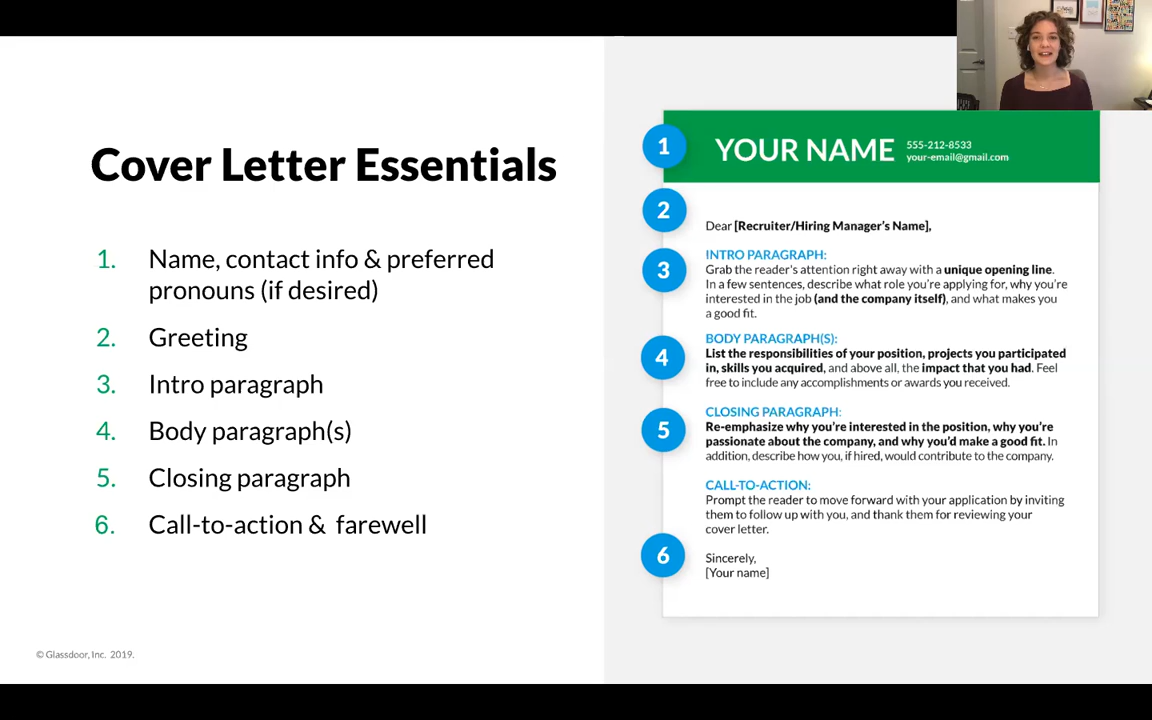 Cover Letter Essentials
1. Name, contact info & preferred
pronouns (if desired)
2. Greeting
3. Intro paragraph
4. Body paragraph(s)
5. Closing paragraph
6. Call-to-action & farewell
© Glassdoor, Inc. 2019.
1
YOUR NAME
555-212-8533
your-email@gmail.com
2
Dear [Recruiter/Hiring Manager's Name],
3
INTRO PARAGRAPH:
Grab the reader's attention right away with a unique opening line.
In a few sentences, describe what role you're applying for, why you're
interested in the job (and the company itself), and what makes you
a good fit.
4
BODY PARAGRAPH(S):
List the responsibilities of your position, projects you participated
in, skills you acquired, and above all, the impact that you had. Feel
free to include any accomplishments or awards you received.
5
CLOSING PARAGRAPH:
Re-emphasize why you're interested in the position, why you're
passionate about the company, and why you'd make a good fit. In
addition, describe how you, if hired, would contribute to the company.
CALL-TO-ACTION:
Prompt the reader to move forward with your application by inviting
them to follow up with you, and thank them for reviewing your
cover letter.
6
Sincerely,
[Your name]